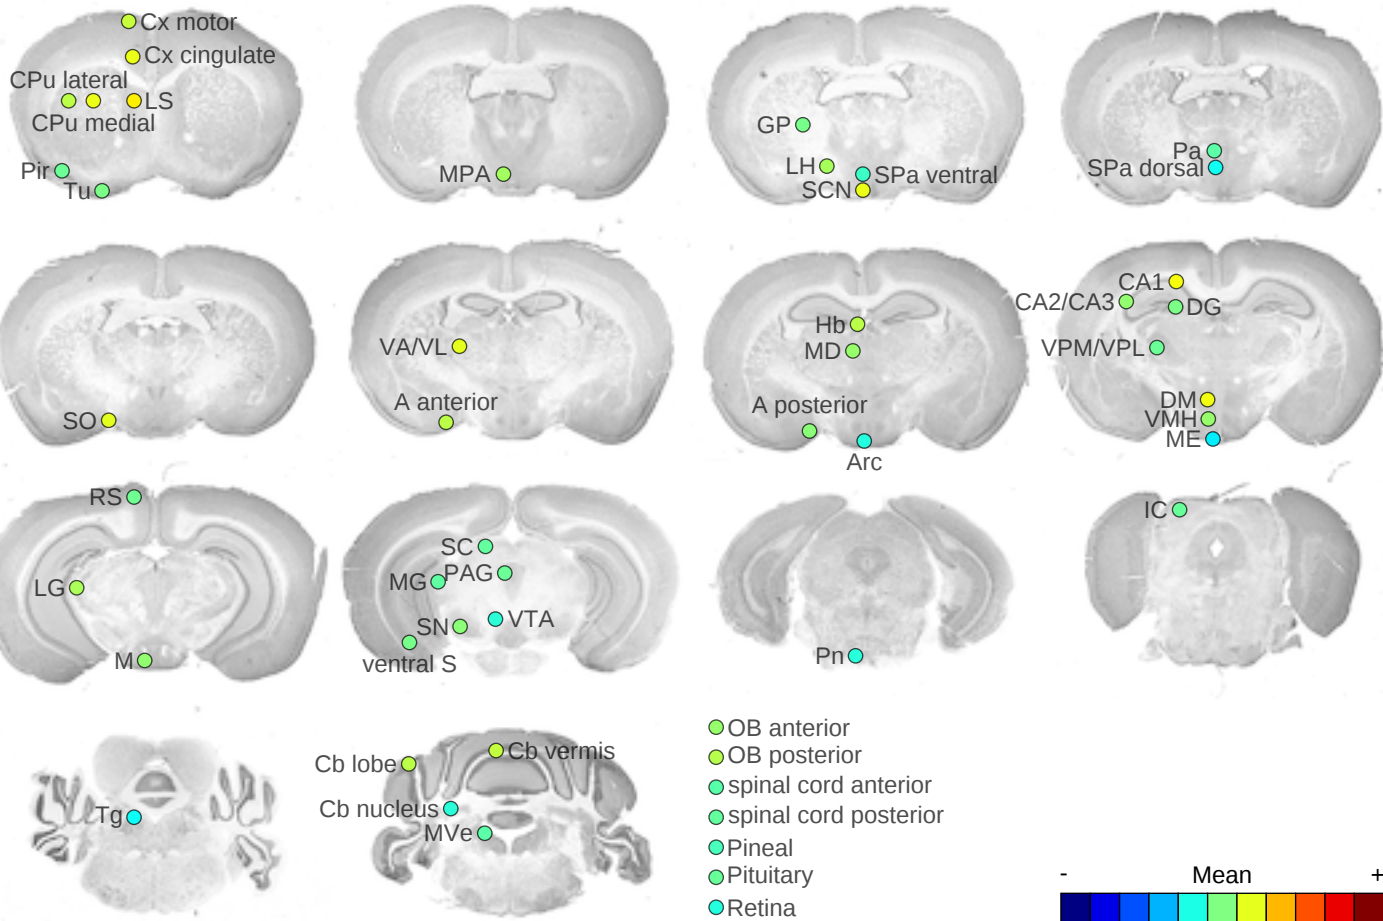 Cx motor
Cx cingulate
CPu lateral
LS
CPu medial
Pir
Tu
MPA
GP
LH
SPa ventral
SCN
Pa
SPa dorsal
SO
VA/VL
A anterior
Hb
MD
A posterior
Arc
CA1
CA2/CA3
DG
VPM/VPL
DM
VMH
ME
RS
LG
M
SC
PAG
MG
VTA
SN
ventral S
Pn
IC
Tg
Cb vermis
Cb lobe
Cb nucleus
MVe
OB anterior
OB posterior
spinal cord anterior
spinal cord posterior
Pineal
Pituitary
Retina
- Mean +